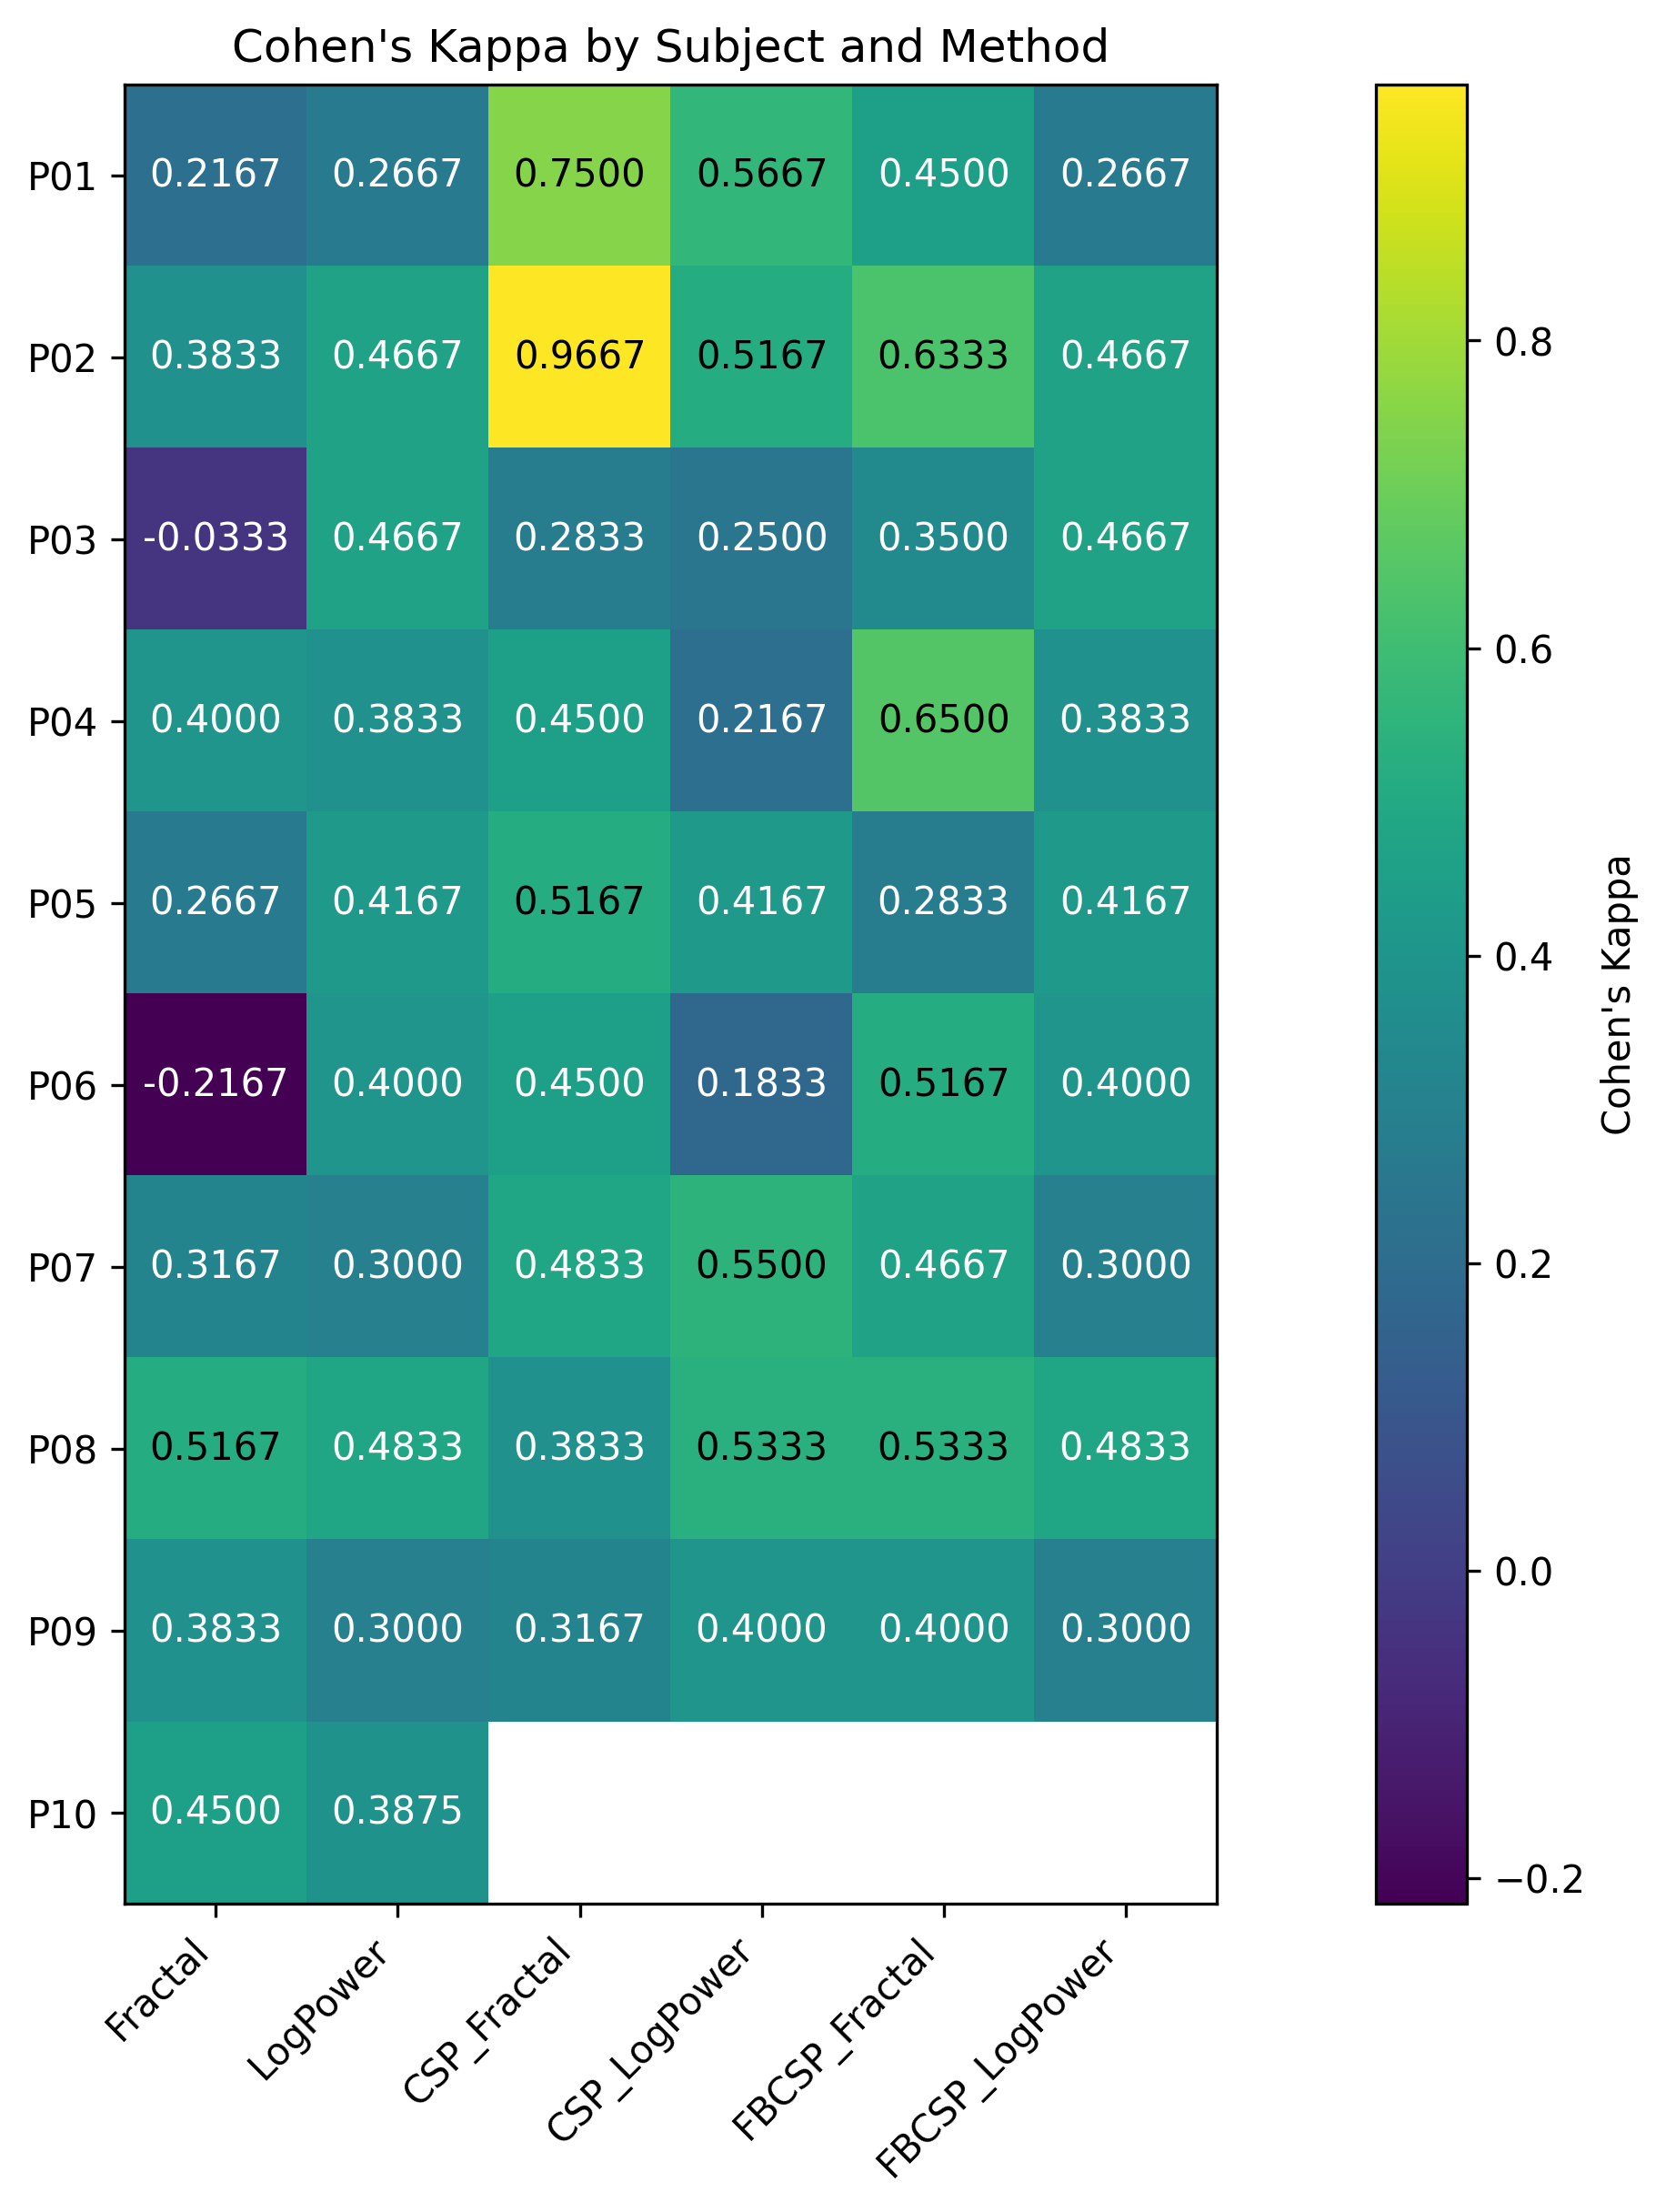 Cohen's Kappa by Subject and Method
P01 0.2167 0.2667 0.7500 0.5667 0.4500 0.2667
P02 0.3833 0.4667 0.9667 0.5167 0.6333 0.4667
P03 -0.0333 0.4667 0.2833 0.2500 0.3500 0.4667
P04 0.4000 0.3833 0.4500 0.2167 0.6500 0.3833
P05 0.2667 0.4167 0.5167 0.4167 0.2833 0.4167
P06 -0.2167 0.4000 0.4500 0.1833 0.5167 0.4000
P07 0.3167 0.3000 0.4833 0.5500 0.4667 0.3000
P08 0.5167 0.4833 0.3833 0.5333 0.5333 0.4833
P09 0.3833 0.3000 0.3167 0.4000 0.4000 0.3000
P10 0.4500 0.3875
Fractal
LogPower
CSP_Fractal
CSP_LogPower
FBCSP_Fractal
FBCSP_LogPower
0.8
0.6
0.4
0.2
0.0
−0.2
Cohen's Kappa